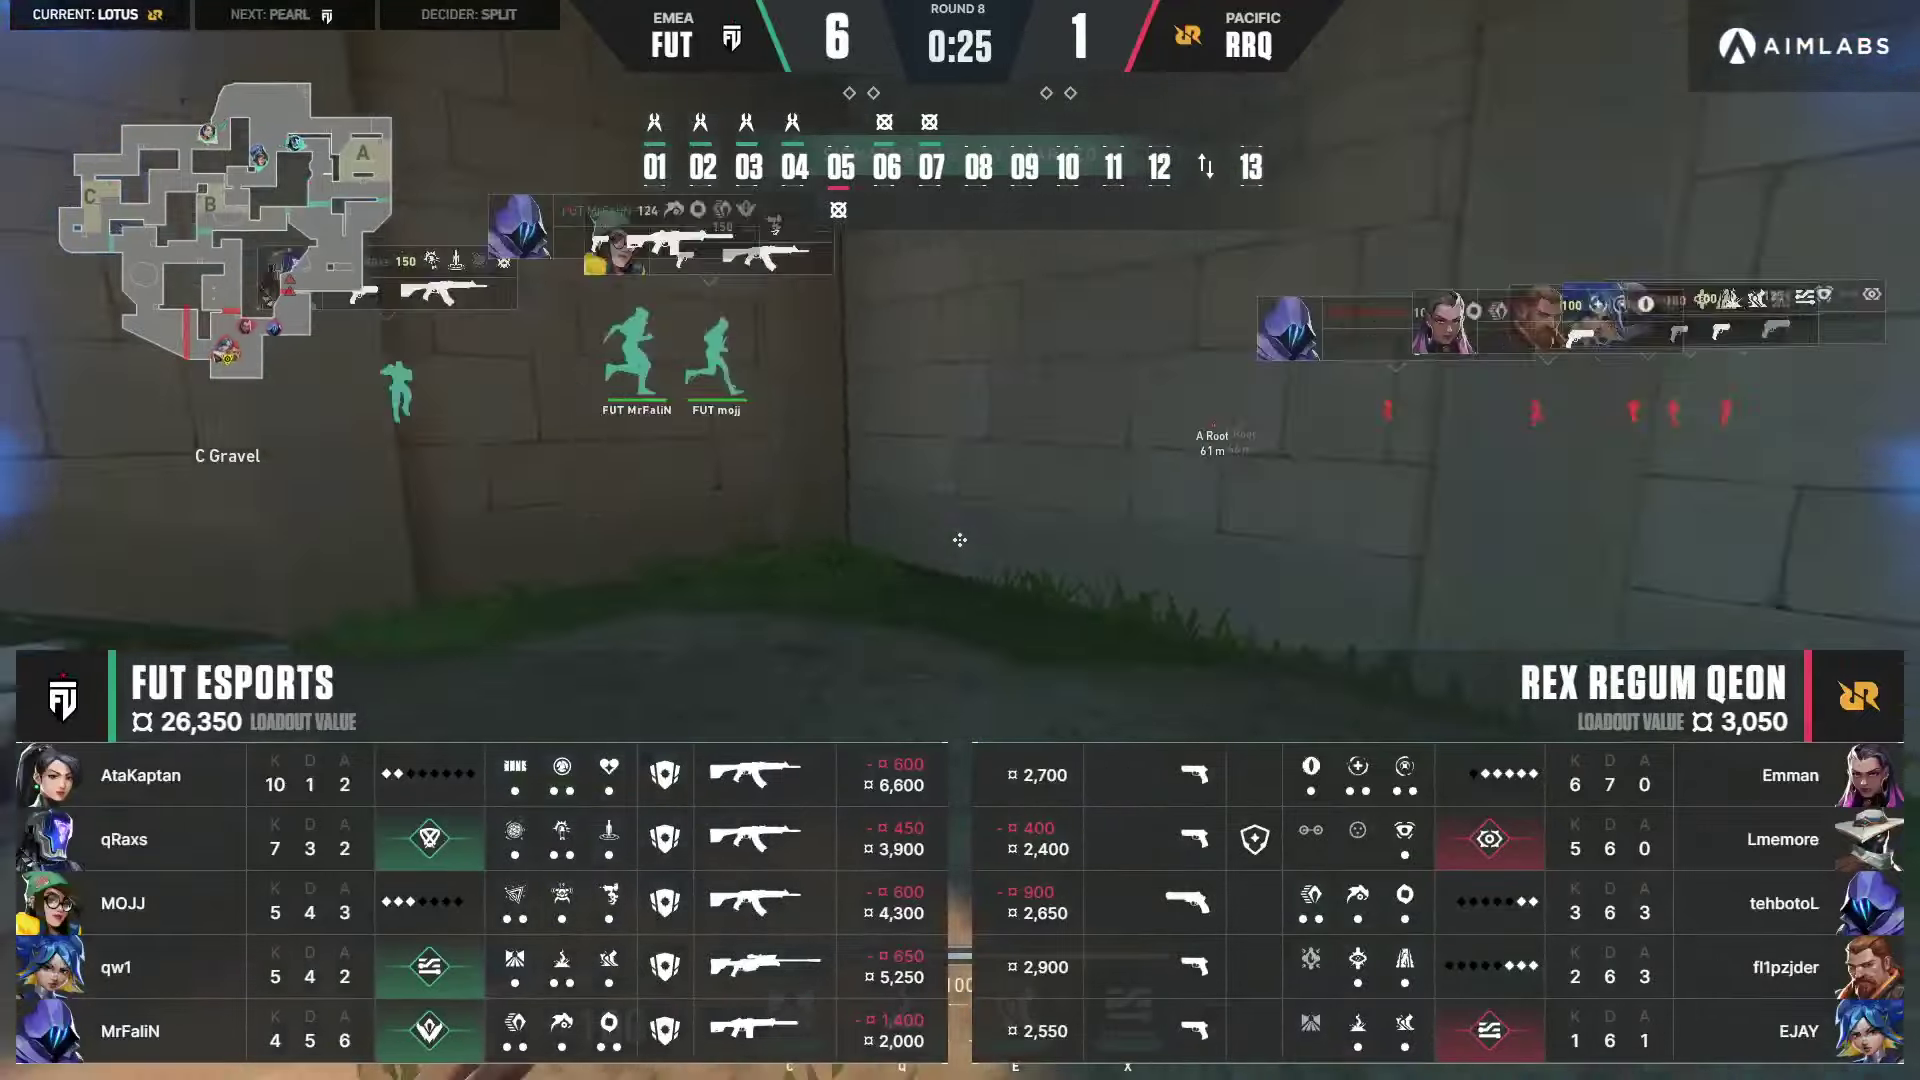 CURRENT: LOTUS
NEXT: PEARL
DECIDER: SPLIT
EMEA
FUT
6
ROUND 8
0:25
1
PACIFIC
RRQ
AIMLABS
01 02 03 04 05 06 07 08 09 10 11 12 13
A
C
B
FUT MrFaliN 124
150
150
100
FUT MrFaliN
FUT mojj
A Root
61m
C Gravel
FUT ESPORTS
26,350 LOADOUT VALUE
REX REGUM QEON
LOADOUT VALUE 3,050
AtaKaptan K 10 D 1 A 2 - 600 6,600
qRaxs K 7 D 3 A 2 - 450 3,900
MOJJ K 5 D 4 A 3 - 600 4,300
qw1 K 5 D 4 A 2 - 650 5,250
MrFaliN K 4 D 5 A 6 - 1,400 2,000
2,700 K 6 D 7 A 0 Emman
- 400 2,400 K 5 D 6 A 0 Lmemore
- 900 2,650 K 3 D 6 A 3 tehbotoL
2,900 K 2 D 6 A 3 fl1pzjder
2,550 K 1 D 6 A 1 EJAY
C Q E X